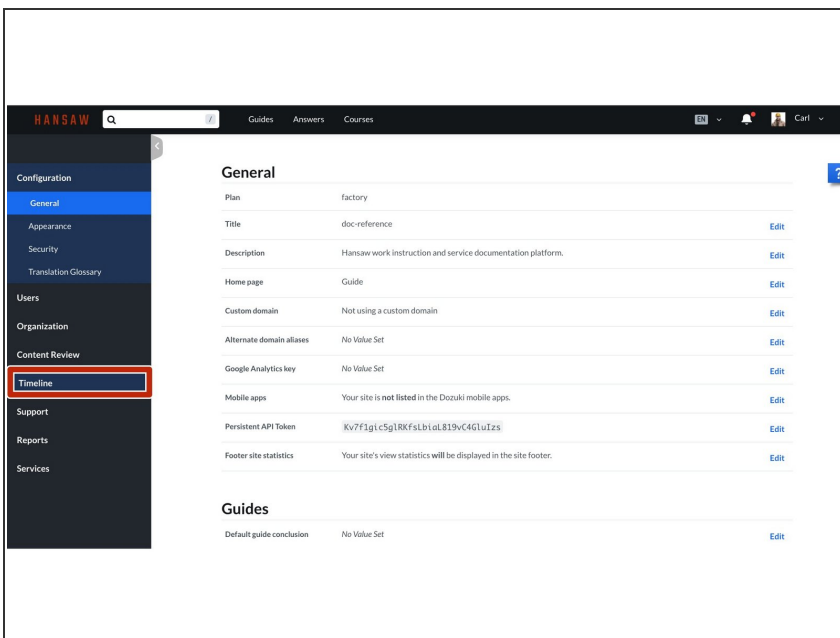 HANSAW
/
Guides Answers Courses
EN
Carl
Configuration
General
Appearance
Security
Translation Glossary
Users
Organization
Content Review
Timeline
Support
Reports
Services
General
Plan factory
Title doc-reference Edit
Description Hansaw work instruction and service documentation platform. Edit
Home page Guide Edit
Custom domain Not using a custom domain Edit
Alternate domain aliases No Value Set Edit
Google Analytics key No Value Set Edit
Mobile apps Your site is not listed in the Dozuki mobile apps. Edit
Persistent API Token Kv7f1gic5glRKfsLbiaL819vC4GluIzs Edit
Footer site statistics Your site's view statistics will be displayed in the site footer. Edit
Guides
Default guide conclusion No Value Set Edit
?